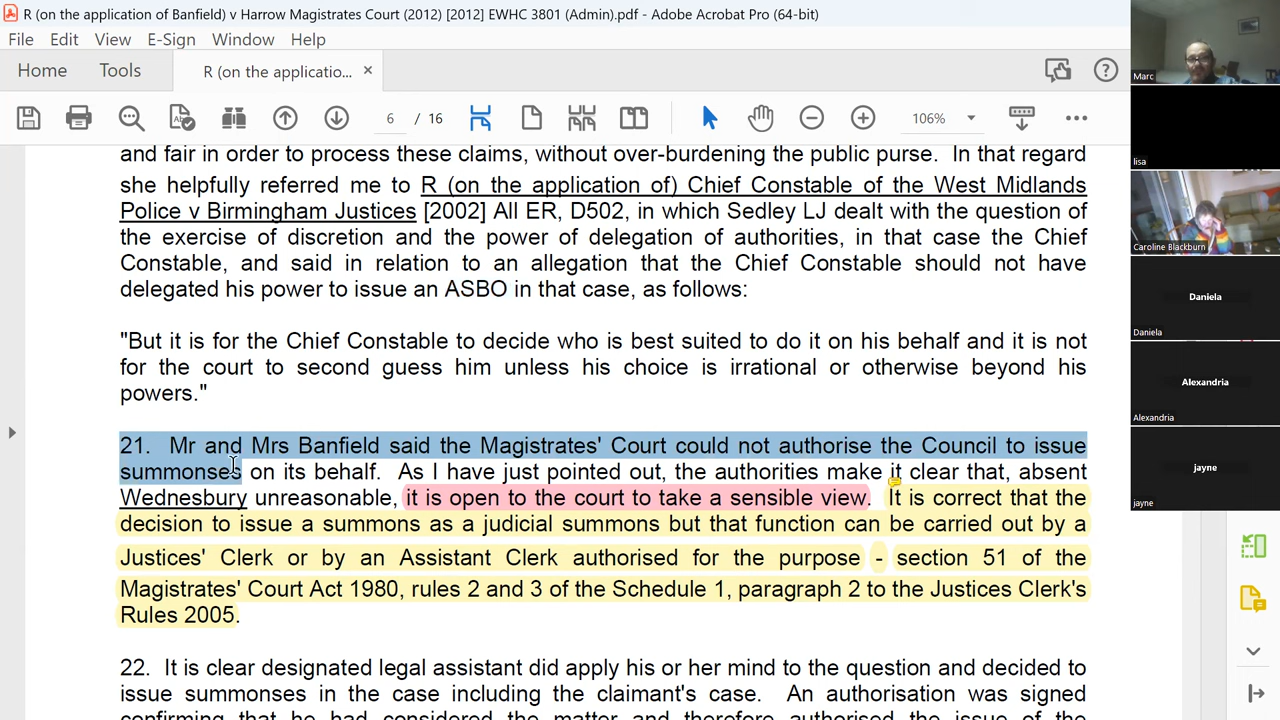 R (on the application of Banfield) v Harrow Magistrates Court (2012) [2012] EWHC 3801 (Admin).pdf - Adobe Acrobat Pro (64-bit)
File Edit View E-Sign Window Help
Home Tools R (on the applicatio... ×
6 / 16 106%
and fair in order to process these claims, without over-burdening the public purse. In that regard
she helpfully referred me to R (on the application of) Chief Constable of the West Midlands
Police v Birmingham Justices [2002] All ER, D502, in which Sedley LJ dealt with the question of
the exercise of discretion and the power of delegation of authorities, in that case the Chief
Constable, and said in relation to an allegation that the Chief Constable should not have
delegated his power to issue an ASBO in that case, as follows:
"But it is for the Chief Constable to decide who is best suited to do it on his behalf and it is not
for the court to second guess him unless his choice is irrational or otherwise beyond his
powers."
21. Mr and Mrs Banfield said the Magistrates' Court could not authorise the Council to issue
summonses on its behalf. As I have just pointed out, the authorities make it clear that, absent
Wednesbury unreasonable, it is open to the court to take a sensible view. It is correct that the
decision to issue a summons as a judicial summons but that function can be carried out by a
Justices' Clerk or by an Assistant Clerk authorised for the purpose - section 51 of the
Magistrates' Court Act 1980, rules 2 and 3 of the Schedule 1, paragraph 2 to the Justices Clerk's
Rules 2005.
22. It is clear designated legal assistant did apply his or her mind to the question and decided to
issue summonses in the case including the claimant's case. An authorisation was signed
confirming that he had considered the matter and therefore authorised the issue of the
Marc
lisa
Caroline Blackburn
Daniela
Daniela
Alexandria
Alexandria
jayne
jayne